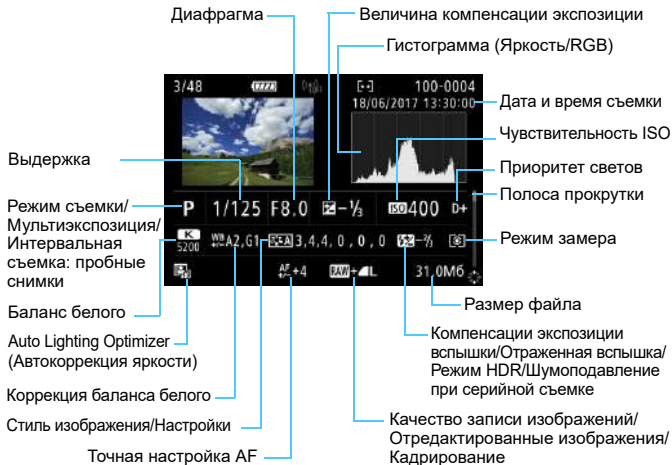 Диафрагма
Величина компенсации экспозиции
Гистограмма (Яркость/RGB)
3/48
100-0004
18/06/2017 13:30:00
Дата и время съемки
Чувствительность ISO
Выдержка
Приоритет светов
Полоса прокрутки
Режим съемки/
Мультиэкспозиция/
Интервальная
съемка: пробные
снимки
P 1/125 F8.0 -⅓ ISO 400 D+
K
5200
WB
+/-
A2,G1
A 3,4,4, 0, 0, 0
-⅔
Режим замера
AF
+/-
+4
RAW+L
31.0Мб
Баланс белого
Размер файла
Auto Lighting Optimizer
(Автокоррекция яркости)
Компенсации экспозиции
вспышки/Отраженная вспышка/
Режим HDR/Шумоподавление
при серийной съемке
Коррекция баланса белого
Стиль изображения/Настройки
Точная настройка AF
Качество записи изображений/
Отредактированные изображения/
Кадрирование